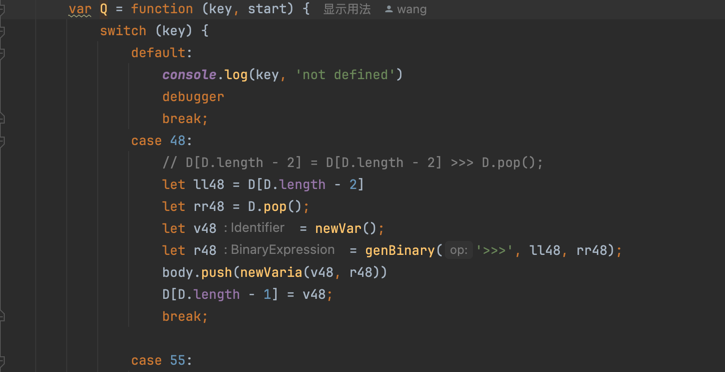 var Q = function (key, start) { 显示用法 wang
switch (key) {
default:
console.log(key, 'not defined')
debugger
break;
case 48:
// D[D.length - 2] = D[D.length - 2] >>> D.pop();
let ll48 = D[D.length - 2]
let rr48 = D.pop();
let v48 : Identifier = newVar();
let r48 : BinaryExpression = genBinary( op: '>>>', ll48, rr48);
body.push(newVaria(v48, r48))
D[D.length - 1] = v48;
break;
case 55: